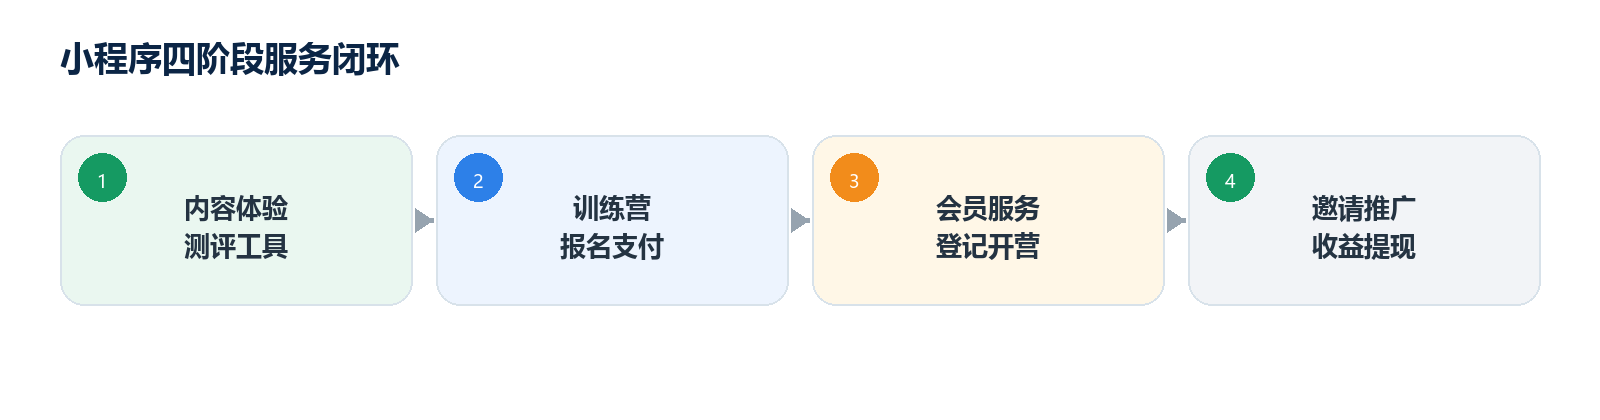 小程序四阶段服务闭环
1
内容体验
测评工具
2
训练营
报名支付
3
会员服务
登记开营
4
邀请推广
收益提现